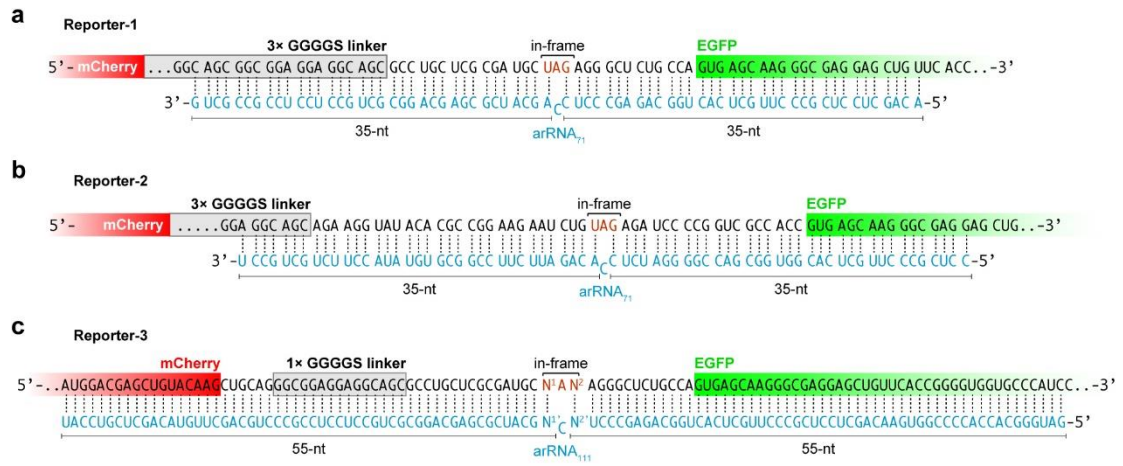 a
Reporter-1
3× GGGGS linker
in-frame
EGFP
5’- mCherry ...GGC AGC GGC GGA GGA GGC AGC GCC UGC UCG CGA UGC UAG AGG GCU CUG CCA GUG AGC AAG GGC GAG GAG CUG UUC ACC..-3’
3’-G UCG CCG CCU CCU CCG UCG CGG ACG AGC GCU ACG A C C UCC CGA GAC GGU CAC UCG UUC CCG CUC CUC GAC A-5’
35-nt
arRNA71
35-nt
b
Reporter-2
3× GGGGS linker
in-frame
EGFP
5’- mCherry .....GGA GGC AGC AGA AGG UAU ACA CGC CGG AAG AAU CUG UAG AGA UCC CCG GUC GCC ACC GUG AGC AAG GGC GAG GAG CUG..-3’
3’-U CCG UCG UCU UCC AUA UGU GCG GCC UUC UUA GAC A C C UCU AGG GGC CAG CGG UGG CAC UCG UUC CCG CUC C-5’
35-nt
arRNA71
35-nt
c
Reporter-3
mCherry
1× GGGGS linker
in-frame
EGFP
5’-..AUGGACGAGCUGUACAAGCUGCAGGGCGGAGGAGGCAGCGCCUGCUCGCGAUGC N1 A N2 AGGGCUCUGCCAGUGAGCAAGGGCGAGGAGCUGUUCACCGGGGUGGUGCCCAUCC..-3’
UACCUGCUCGACAUGUUCGACGUCCCGCCUCCUCCGUCGCGGACGAGCGCUACG N1’ C N2’ UCCCGAGACGGUCACUCGUUCCCGCUCCUCGACAAGUGGCCCCACCACGGGUAG-5’
55-nt
arRNA111
55-nt